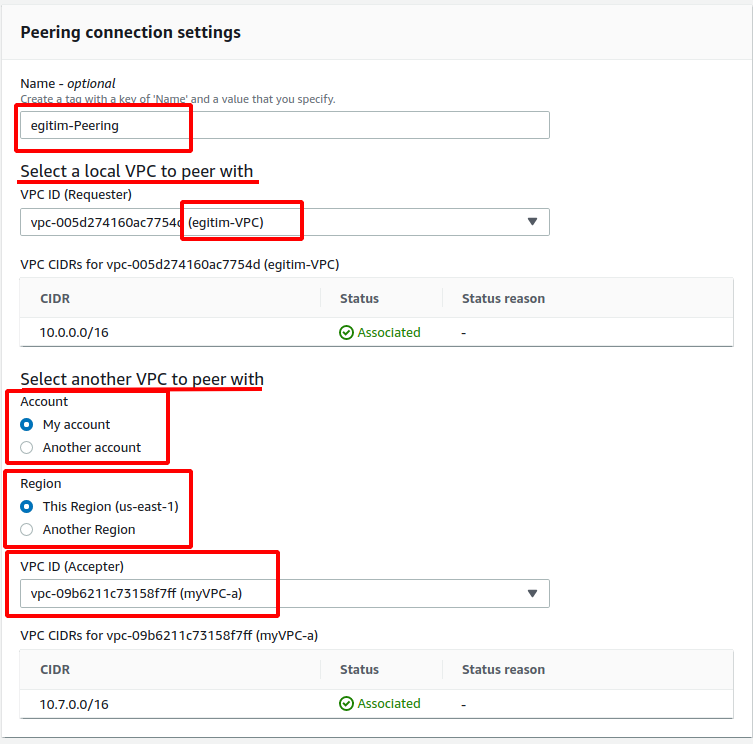 Peering connection settings
Name - optional
Create a tag with a key of 'Name' and a value that you specify.
egitim-Peering
Select a local VPC to peer with
VPC ID (Requester)
vpc-005d274160ac7754d (egitim-VPC)
VPC CIDRs for vpc-005d274160ac7754d (egitim-VPC)
CIDR Status Status reason
10.0.0.0/16 Associated -
Select another VPC to peer with
Account
My account
Another account
Region
This Region (us-east-1)
Another Region
VPC ID (Accepter)
vpc-09b6211c73158f7ff (myVPC-a)
VPC CIDRs for vpc-09b6211c73158f7ff (myVPC-a)
CIDR Status Status reason
10.7.0.0/16 Associated -